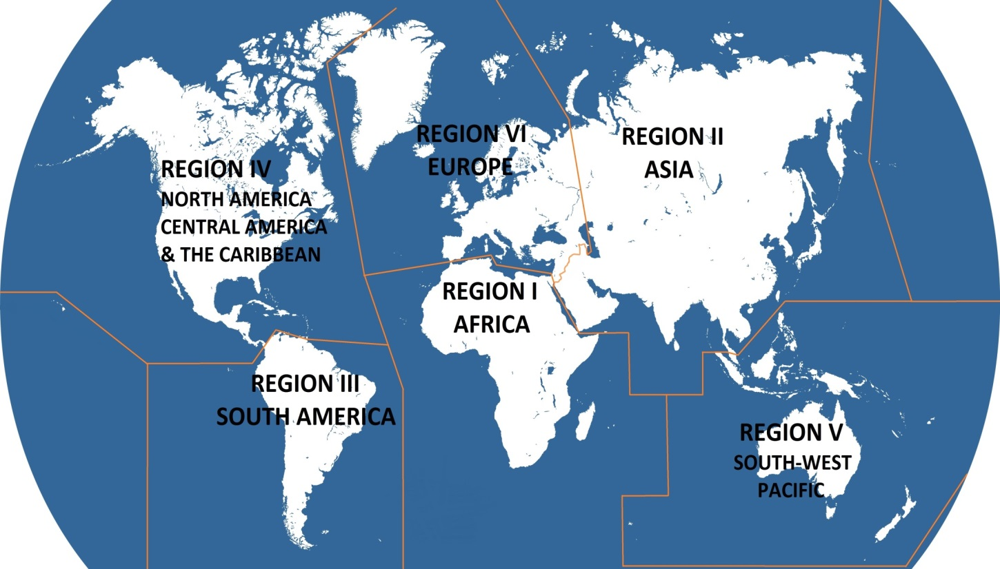 REGION VI
EUROPE
REGION II
ASIA
REGION IV
NORTH AMERICA
CENTRAL AMERICA
& THE CARIBBEAN
REGION I
AFRICA
REGION III
SOUTH AMERICA
REGION V
SOUTH-WEST
PACIFIC